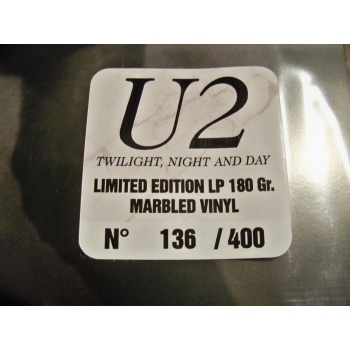 U2
TWILIGHT, NIGHT AND DAY
LIMITED EDITION LP 180 Gr.
MARBLED VINYL
N° 136 / 400